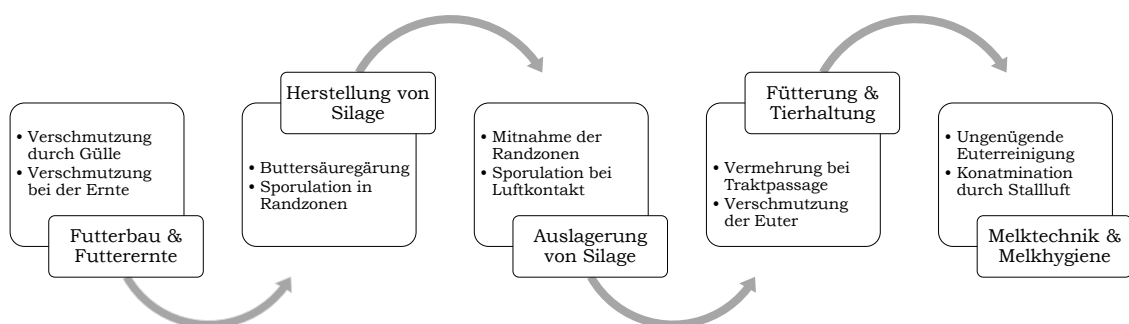 • Verschmutzung
durch Gülle
• Verschmutzung
bei der Ernte
Futterbau &
Futterernte
Herstellung von
Silage
• Buttersäuregärung
• Sporulation in
Randzonen
• Mitnahme der
Randzonen
• Sporulation bei
Luftkontakt
Auslagerung
von Silage
Fütterung &
Tierhaltung
• Vermehrung bei
Traktpassage
• Verschmutzung
der Euter
• Ungenügende
Euterreinigung
• Konatmination
durch Stallluft
Melktechnik &
Melkhygiene